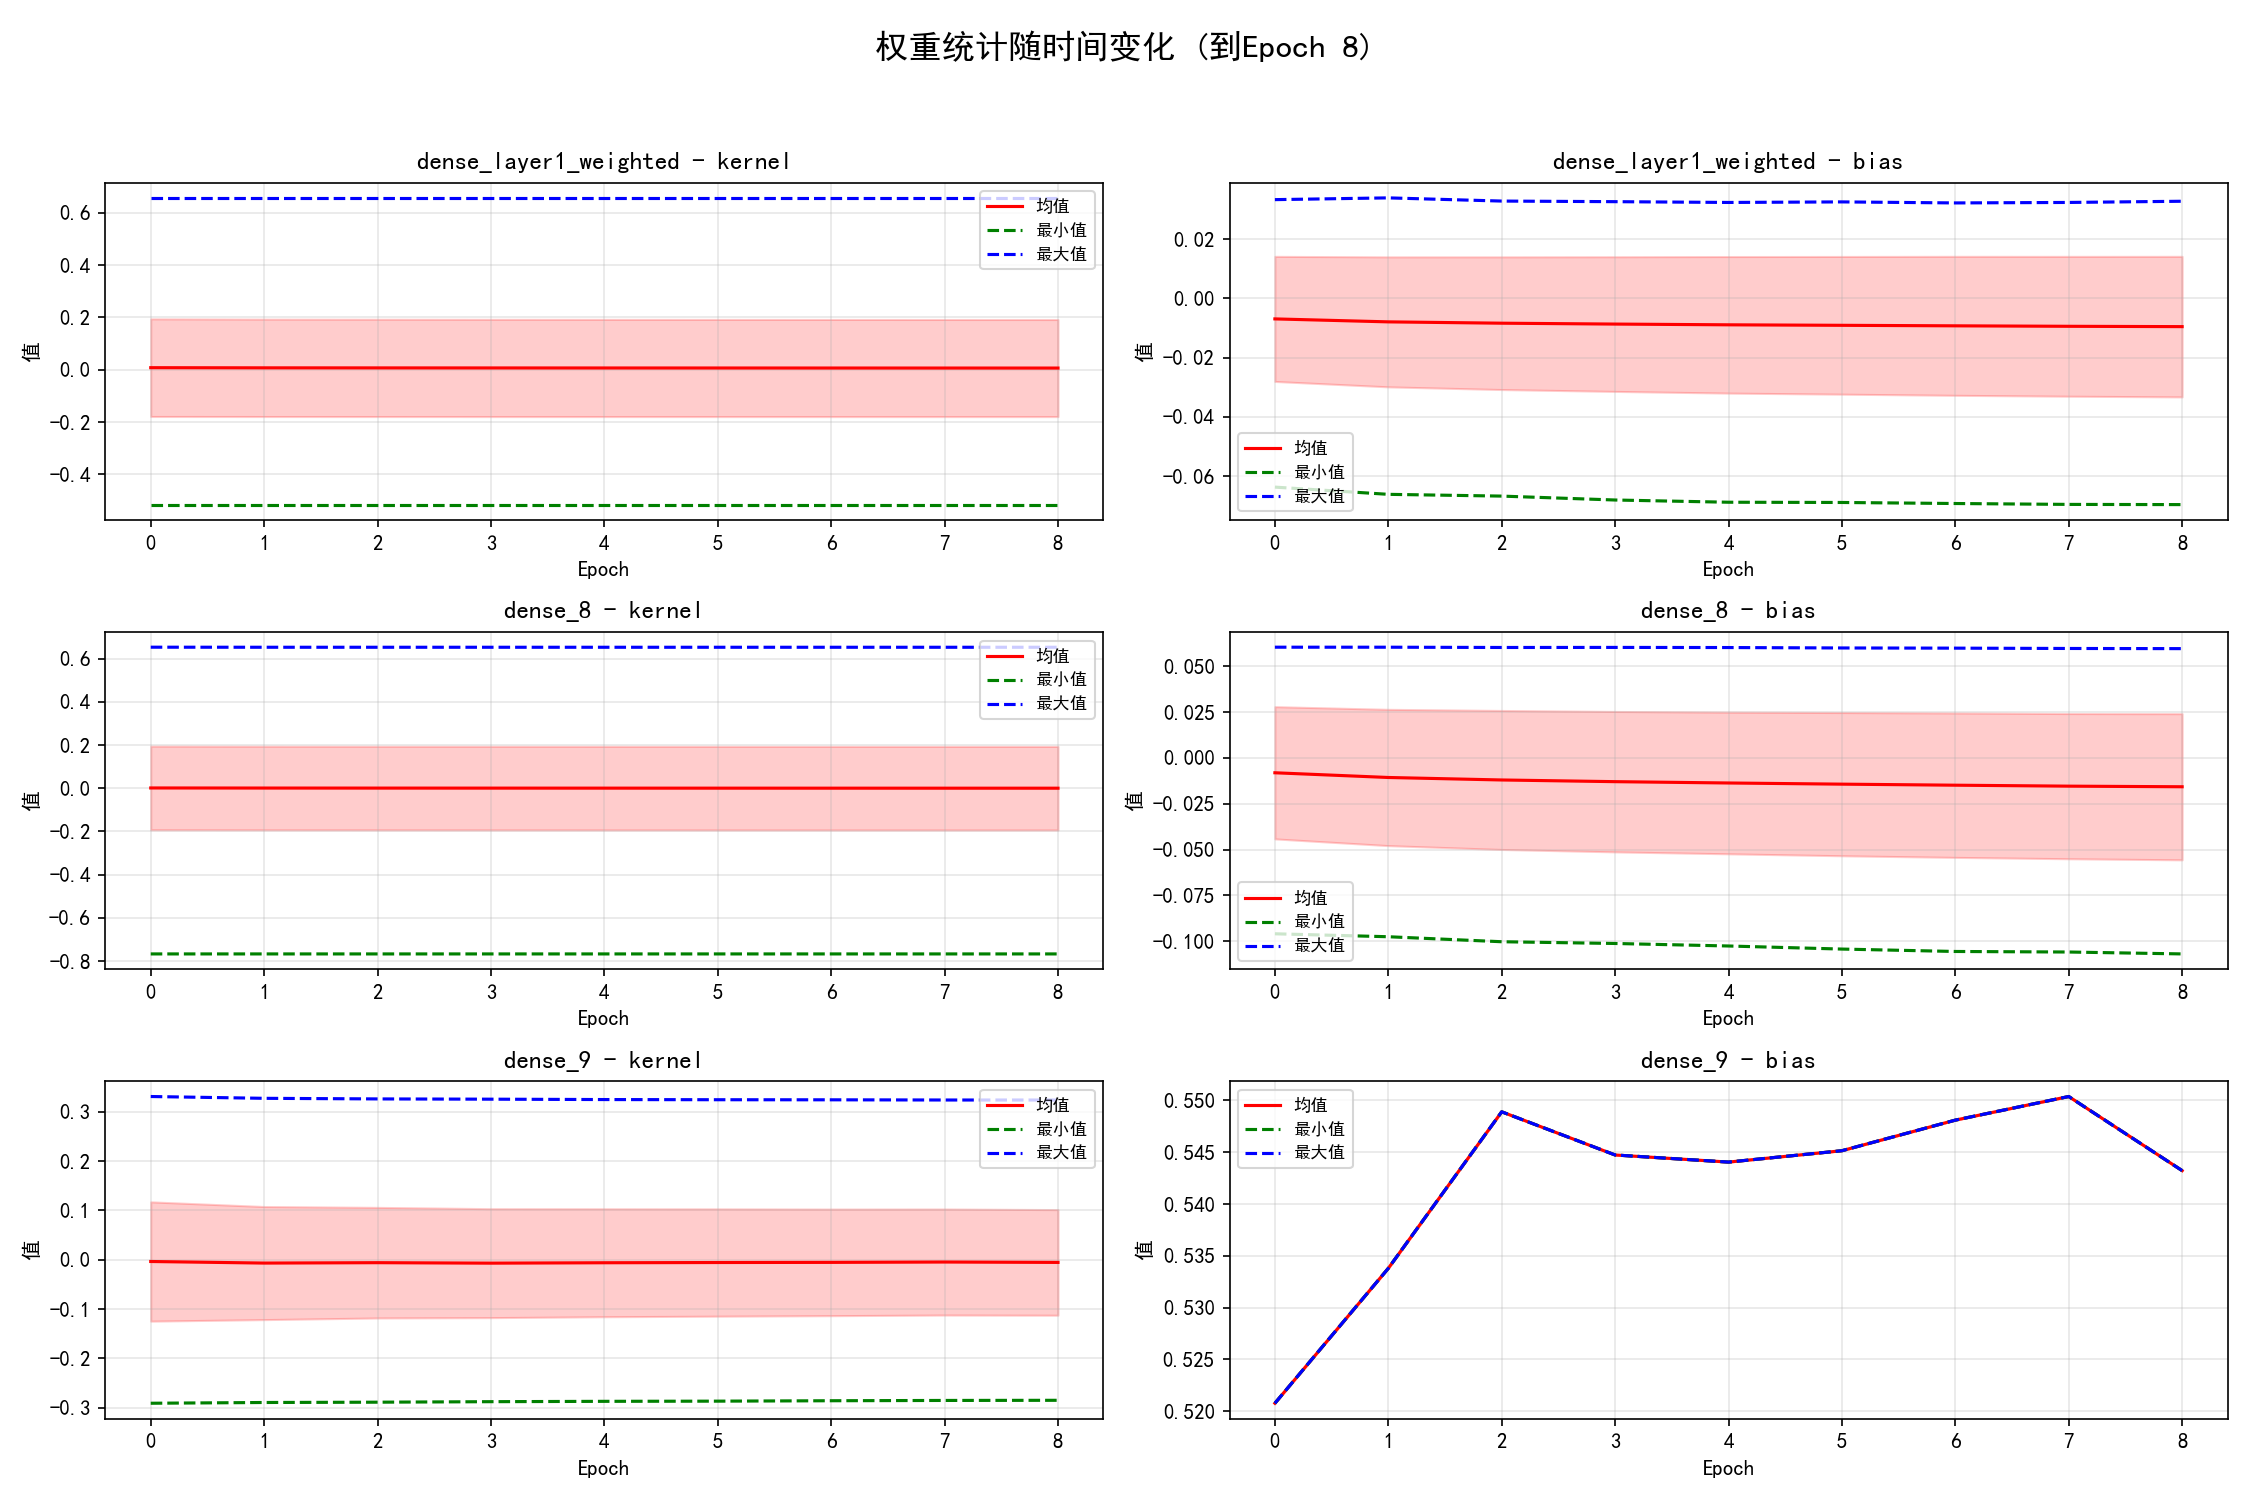 权重统计随时间变化 (到Epoch 8)
dense_layer1_weighted - kernel
值
0.6
0.4
0.2
0.0
-0.2
-0.4
均值
最小值
最大值
0 1 2 3 4 5 6 7 8
Epoch
dense_layer1_weighted - bias
值
0.02
0.00
-0.02
-0.04
-0.06
均值
最小值
最大值
0 1 2 3 4 5 6 7 8
Epoch
dense_8 - kernel
值
0.6
0.4
0.2
0.0
-0.2
-0.4
-0.6
-0.8
均值
最小值
最大值
0 1 2 3 4 5 6 7 8
Epoch
dense_8 - bias
值
0.050
0.025
0.000
-0.025
-0.050
-0.075
-0.100
均值
最小值
最大值
0 1 2 3 4 5 6 7 8
Epoch
dense_9 - kernel
值
0.3
0.2
0.1
0.0
-0.1
-0.2
-0.3
均值
最小值
最大值
0 1 2 3 4 5 6 7 8
Epoch
dense_9 - bias
值
0.550
0.545
0.540
0.535
0.530
0.525
0.520
均值
最小值
最大值
0 1 2 3 4 5 6 7 8
Epoch